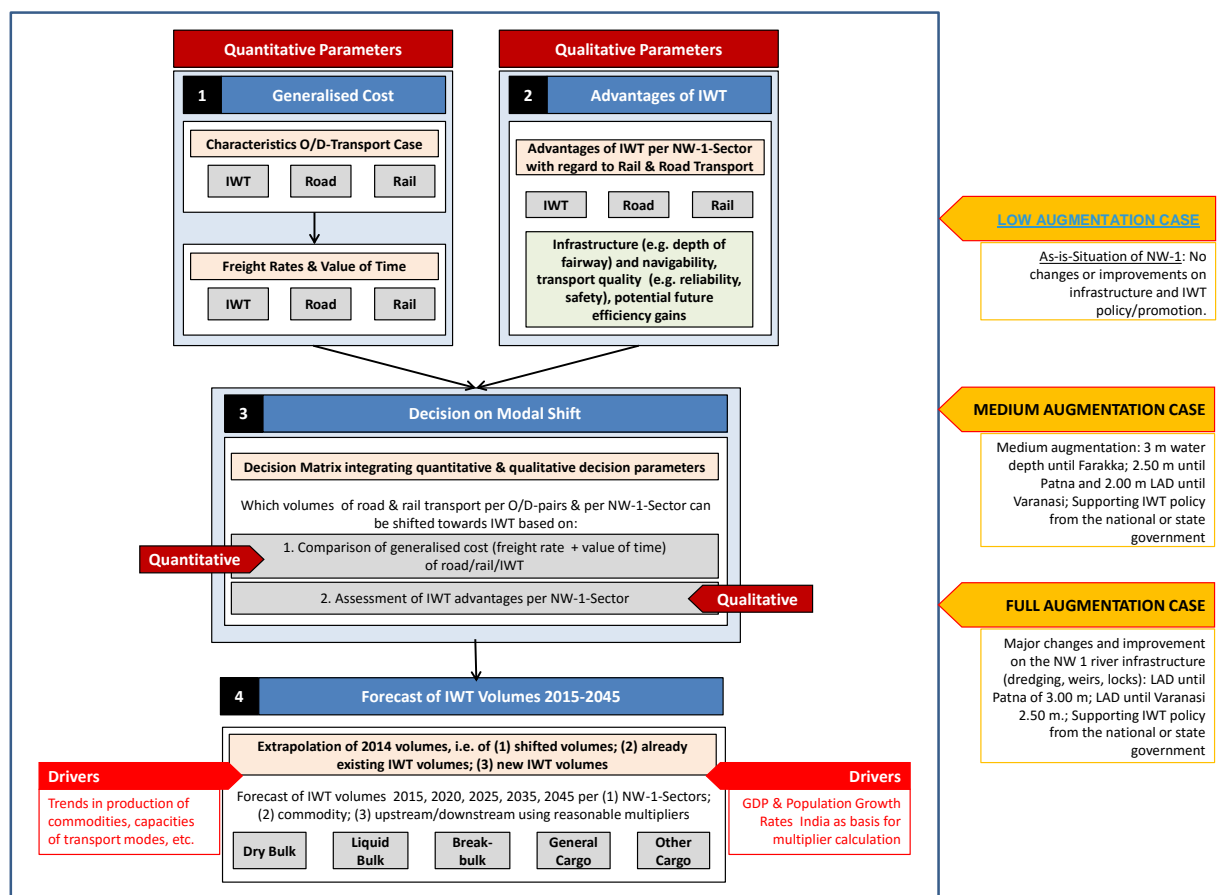 Quantitative Parameters
1
Generalised Cost
Characteristics O/D-Transport Case
IWT
Road
Rail
Freight Rates & Value of Time
IWT
Road
Rail
Qualitative Parameters
2
Advantages of IWT
Advantages of IWT per NW-1-Sector
with regard to Rail & Road Transport
IWT
Road
Rail
Infrastructure (e.g. depth of
fairway) and navigability,
transport quality (e.g. reliability,
safety), potential future
efficiency gains
3
Decision on Modal Shift
Decision Matrix integrating quantitative & qualitative decision parameters
Which volumes of road & rail transport per O/D-pairs & per NW-1-Sector can
be shifted towards IWT based on:
Quantitative
1. Comparison of generalised cost (freight rate + value of time)
of road/rail/IWT
2. Assessment of IWT advantages per NW-1-Sector
Qualitative
4
Forecast of IWT Volumes 2015-2045
Extrapolation of 2014 volumes, i.e. of (1) shifted volumes; (2) already
existing IWT volumes; (3) new IWT volumes
Drivers
Trends in production of
commodities, capacities
of transport modes, etc.
Forecast of IWT volumes 2015, 2020, 2025, 2035, 2045 per (1) NW-1-Sectors;
(2) commodity; (3) upstream/downstream using reasonable multipliers
Dry Bulk
Liquid
Bulk
Break-
bulk
General
Cargo
Other
Cargo
Drivers
GDP & Population Growth
Rates India as basis for
multiplier calculation
LOW AUGMENTATION CASE
As-is-Situation of NW-1: No
changes or improvements on
infrastructure and IWT
policy/promotion.
MEDIUM AUGMENTATION CASE
Medium augmentation: 3 m water
depth until Farakka; 2.50 m until
Patna and 2.00 m LAD until
Varanasi; Supporting IWT policy
from the national or state
government
FULL AUGMENTATION CASE
Major changes and improvement
on the NW 1 river infrastructure
(dredging, weirs, locks): LAD until
Patna of 3.00 m; LAD until Varanasi
2.50 m.; Supporting IWT policy
from the national or state
government